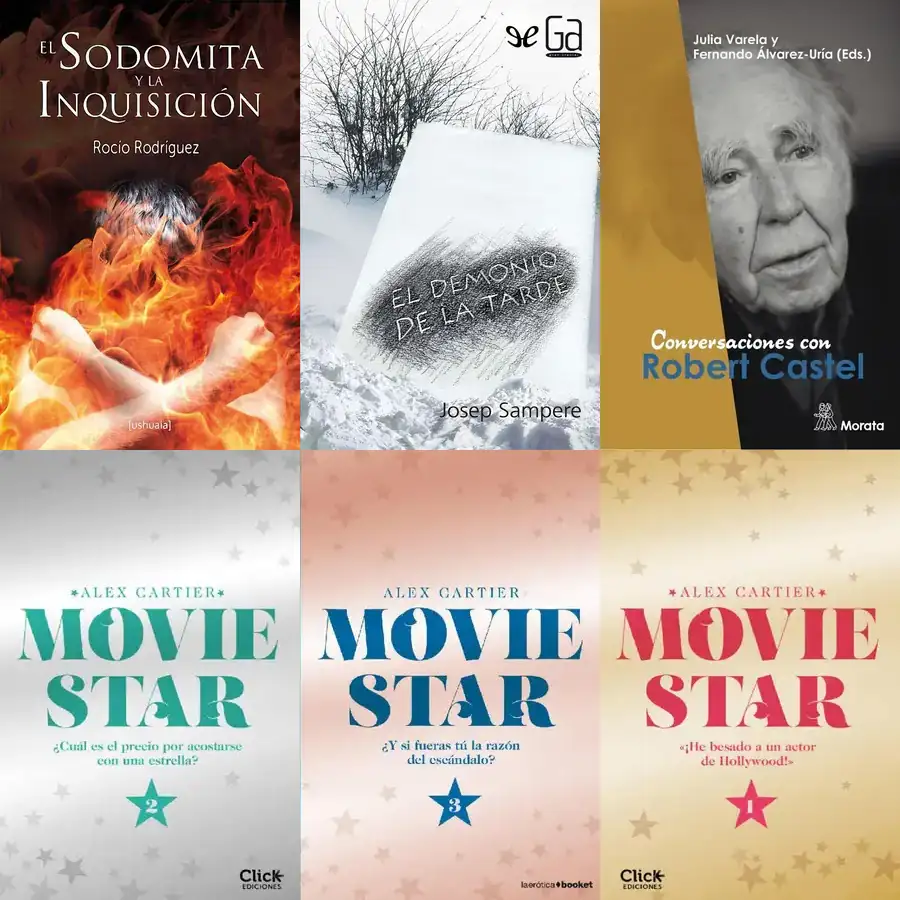 EL SODOMITA
Y LA
INQUISICIÓN
Rocío Rodríguez
[ushuaia]
Ga
EL DEMONIO
DE LA TARDE
Josep Sampere
Julia Varela y
Fernando Álvarez-Uría (Eds.)
Conversaciones con
Robert Castel
Morata
ALEX CARTIER
MOVIE
STAR
¿Cuál es el precio por acostarse
con una estrella?
2
Click
EDICIONES
ALEX CARTIER
MOVIE
STAR
¿Y si fueras tú la razón
del escándalo?
3
laerótica booket
ALEX CARTIER
MOVIE
STAR
«¡He besado a un actor
de Hollywood!»
1
Click
EDICIONES